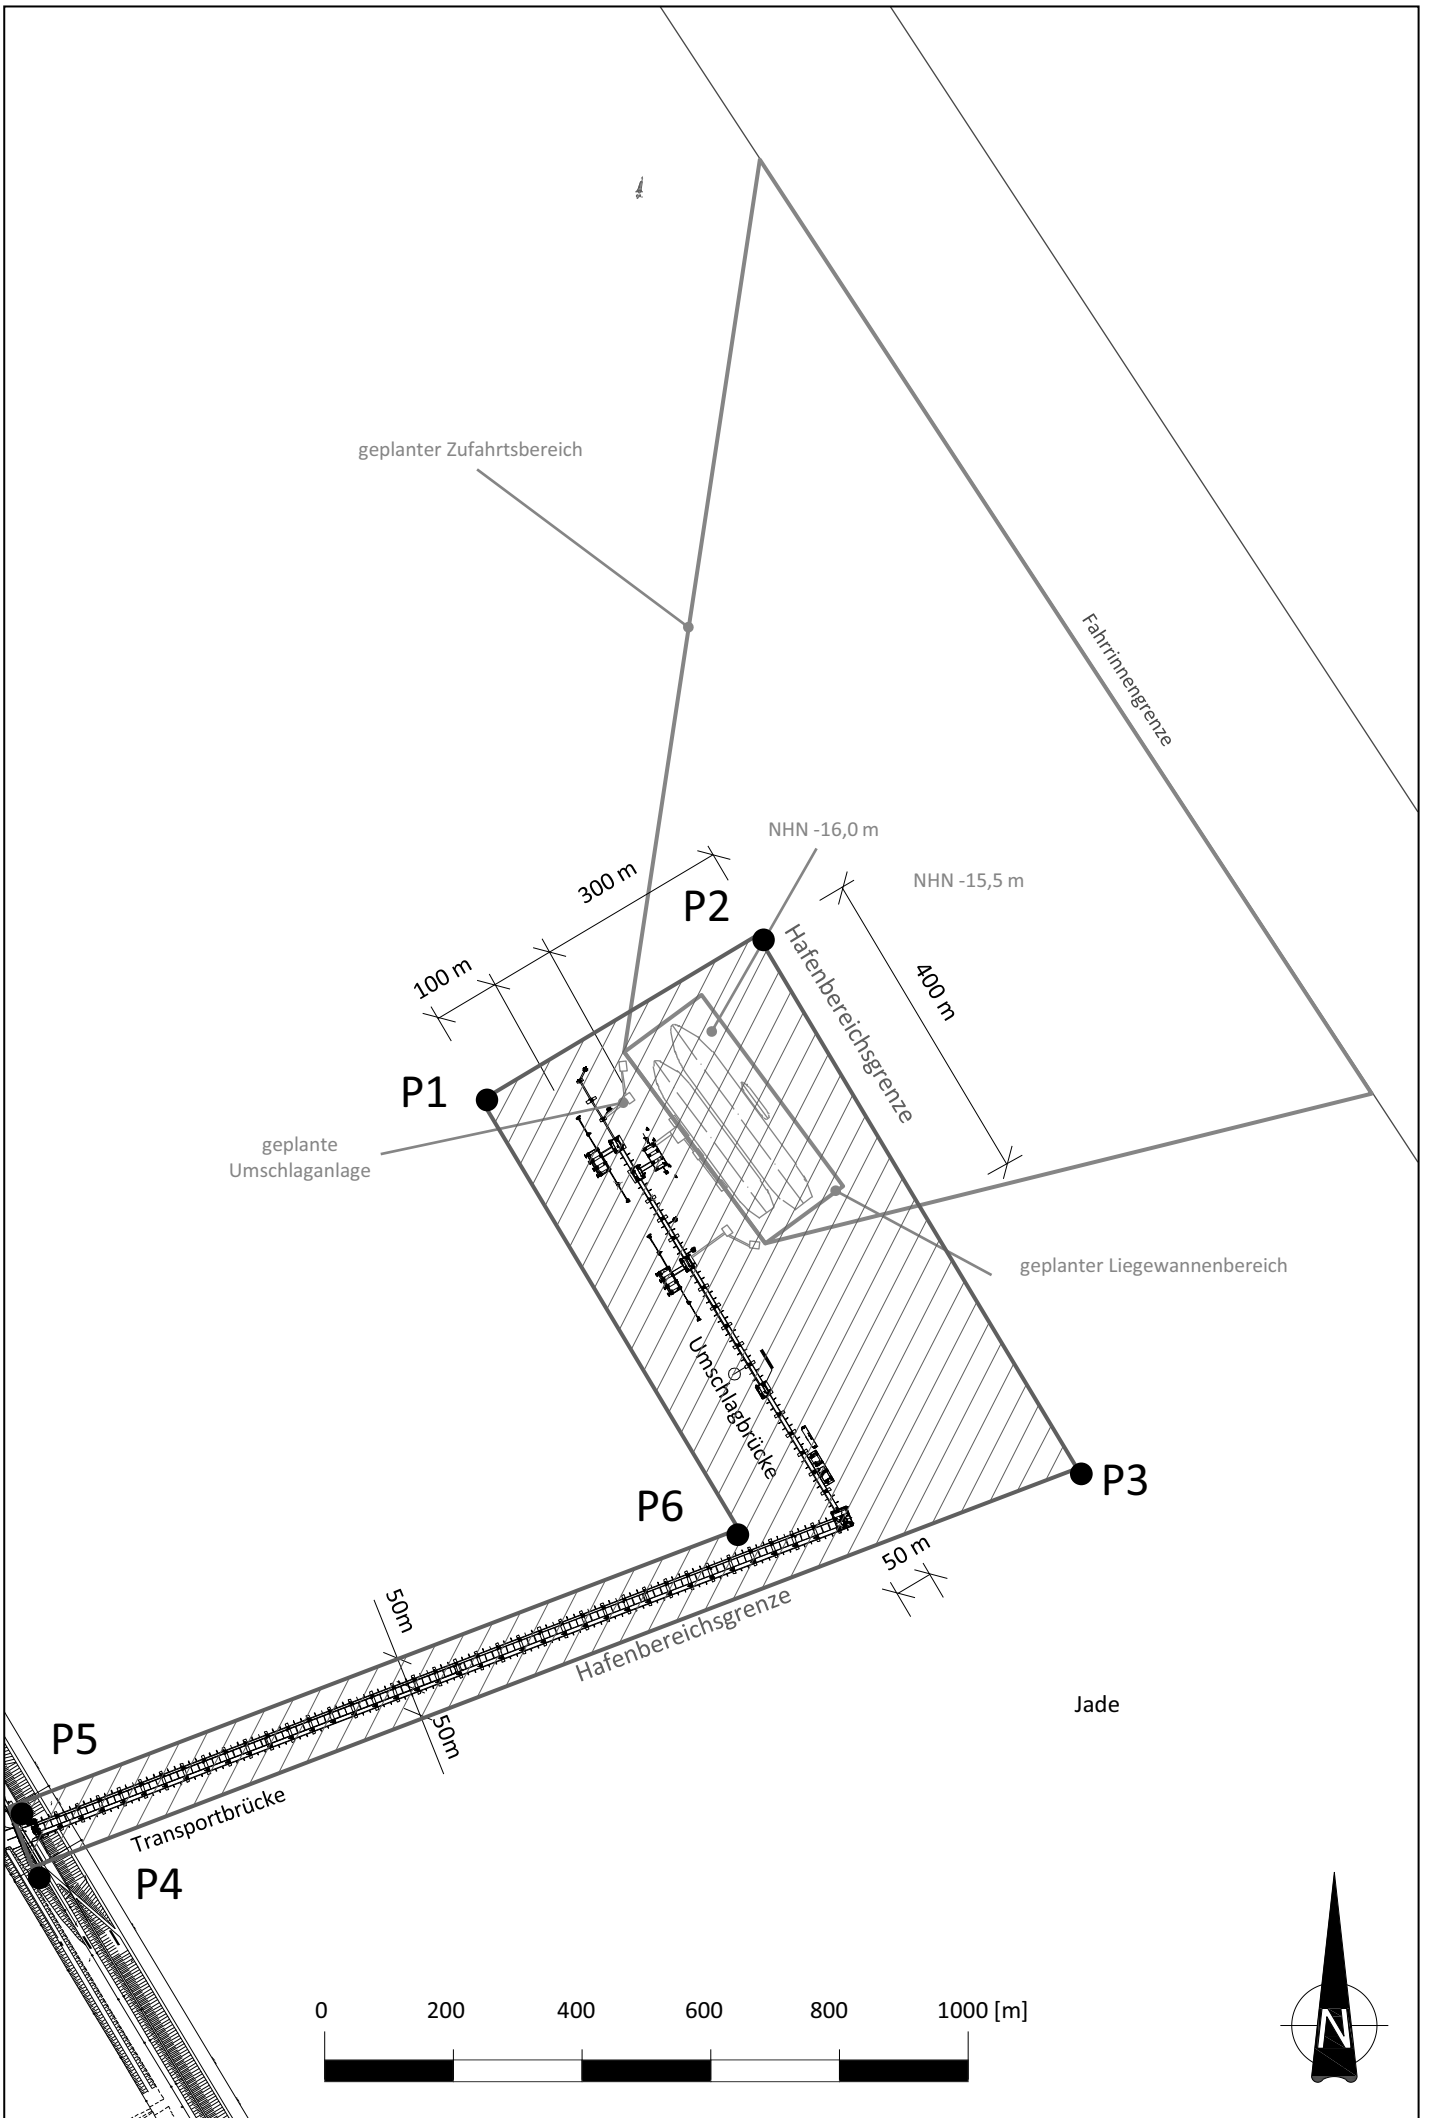 geplanter Zufahrtsbereich
Fahrrinnengrenze
NHN -16,0 m
NHN -15,5 m
300 m
100 m
P2
Hafenbereichsgrenze
400 m
P1
geplante
Umschlaganlage
geplanter Liegewannenbereich
Umschlagbrücke
P6
P3
50 m
50m
Hafenbereichsgrenze
50m
Jade
P5
Transportbrücke
P4
0 200 400 600 800 1000 [m]
N